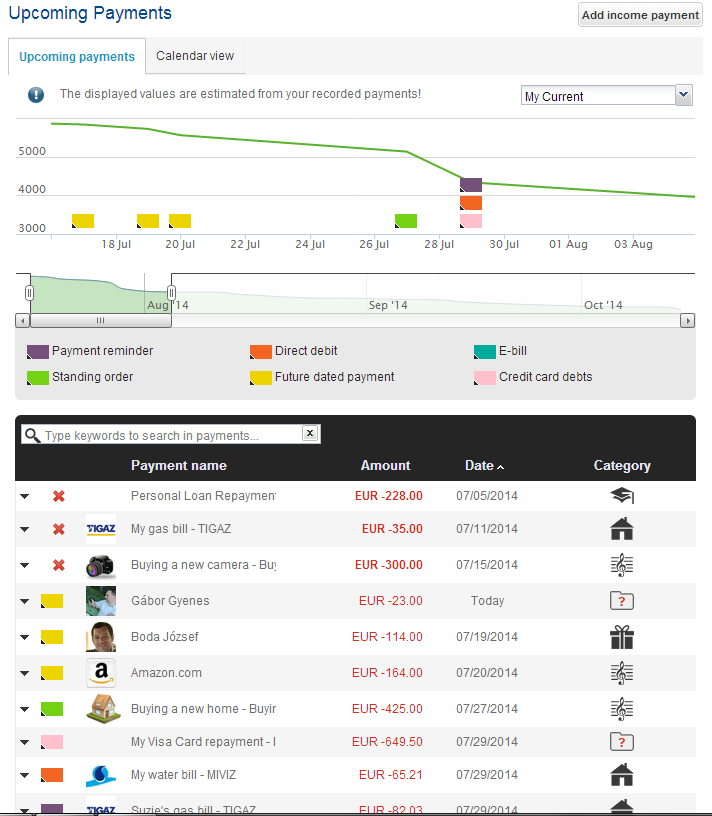 Upcoming Payments
Add income payment
Upcoming payments
Calendar view
The displayed values are estimated from your recorded payments!
My Current
5000
4000
3000
18 Jul 20 Jul 22 Jul 24 Jul 26 Jul 28 Jul 30 Jul 01 Aug 03 Aug
Aug '14 Sep '14 Oct '14
Payment reminder Direct debit E-bill
Standing order Future dated payment Credit card debts
Type keywords to search in payments... x
Payment name Amount Date Category
Personal Loan Repayment EUR -228.00 07/05/2014
TIGAZ My gas bill - TIGAZ EUR -35.00 07/11/2014
Buying a new camera - Buy EUR -300.00 07/15/2014
Gábor Gyenes EUR -23.00 Today ?
Boda József EUR -114.00 07/19/2014
a Amazon.com EUR -164.00 07/20/2014
Buying a new home - Buyin EUR -425.00 07/27/2014
My Visa Card repayment - EUR -649.50 07/29/2014 ?
My water bill - MIVIZ EUR -65.21 07/29/2014
TIGAZ Suzie's gas bill - TIGAZ EUR -82.03 07/29/2014